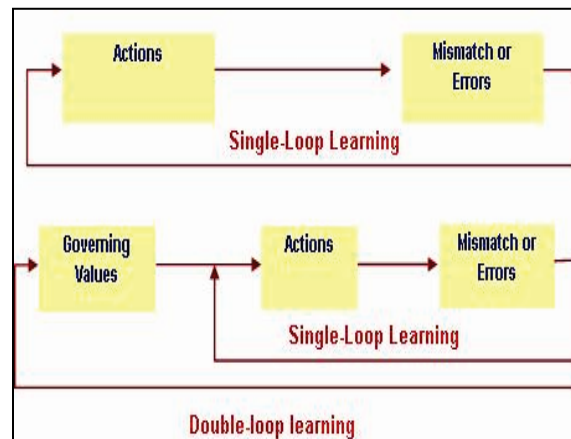 Actions
Mismatch or
Errors
Single-Loop Learning
Governing
Values
Actions
Mismatch or
Errors
Single-Loop Learning
Double-loop learning